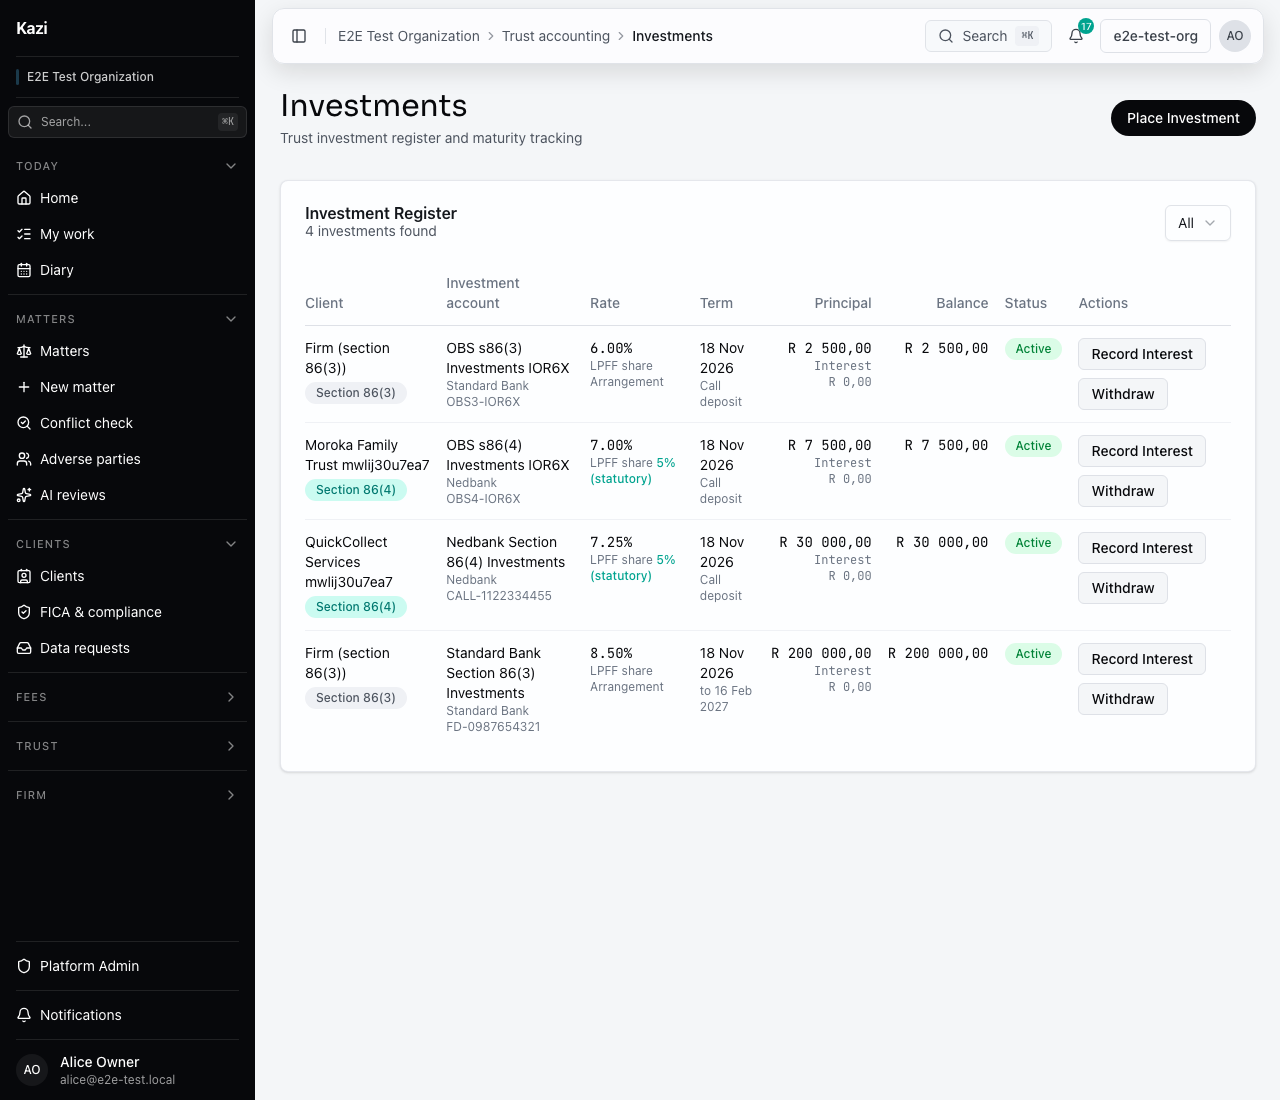 Kazi
E2E Test Organization
Search...
⌘K
TODAY
Home
My work
Diary
MATTERS
Matters
New matter
Conflict check
Adverse parties
AI reviews
CLIENTS
Clients
FICA & compliance
Data requests
FEES
TRUST
FIRM
Platform Admin
Notifications
AO
Alice Owner
alice@e2e-test.local
E2E Test Organization > Trust accounting > Investments
Search ⌘K
17
e2e-test-org
AO
Investments
Trust investment register and maturity tracking
Place Investment
Investment Register
4 investments found
All
Client
Investment
account
Rate
Term
Principal
Balance
Status
Actions
Firm (section
86(3))
Section 86(3)
OBS s86(3)
Investments IOR6X
Standard Bank
OBS3-IOR6X
6.00%
LPFF share
Arrangement
18 Nov
2026
Call
deposit
R 2 500,00
Interest
R 0,00
R 2 500,00
Active
Record Interest
Withdraw
Moroka Family
Trust mwlij30u7ea7
Section 86(4)
OBS s86(4)
Investments IOR6X
Nedbank
OBS4-IOR6X
7.00%
LPFF share 5%
(statutory)
18 Nov
2026
Call
deposit
R 7 500,00
Interest
R 0,00
R 7 500,00
Active
Record Interest
Withdraw
QuickCollect
Services
mwlij30u7ea7
Section 86(4)
Nedbank Section
86(4) Investments
Nedbank
CALL-1122334455
7.25%
LPFF share 5%
(statutory)
18 Nov
2026
Call
deposit
R 30 000,00
Interest
R 0,00
R 30 000,00
Active
Record Interest
Withdraw
Firm (section
86(3))
Section 86(3)
Standard Bank
Section 86(3)
Investments
Standard Bank
FD-0987654321
8.50%
LPFF share
Arrangement
18 Nov
2026
to 16 Feb
2027
R 200 000,00
Interest
R 0,00
R 200 000,00
Active
Record Interest
Withdraw